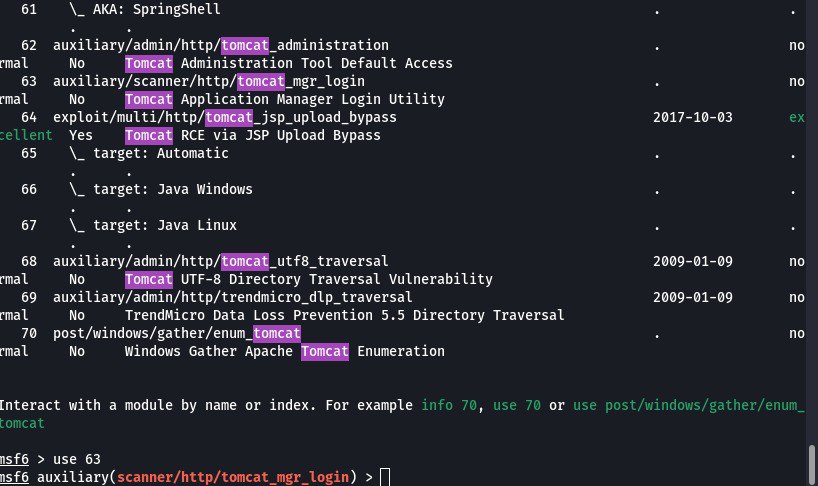 61    \_ AKA: SpringShell    .    .
.    .
62  auxiliary/admin/http/tomcat_administration    .    no
rmal    No    Tomcat Administration Tool Default Access
63  auxiliary/scanner/http/tomcat_mgr_login    .    no
rmal    No    Tomcat Application Manager Login Utility
64  exploit/multi/http/tomcat_jsp_upload_bypass    2017-10-03    ex
cellent  Yes    Tomcat RCE via JSP Upload Bypass
65    \_ target: Automatic    .    .
.    .
66    \_ target: Java Windows    .    .
.    .
67    \_ target: Java Linux    .    .
.    .
68  auxiliary/admin/http/tomcat_utf8_traversal    2009-01-09    no
rmal    No    Tomcat UTF-8 Directory Traversal Vulnerability
69  auxiliary/admin/http/trendmicro_dlp_traversal    2009-01-09    no
rmal    No    TrendMicro Data Loss Prevention 5.5 Directory Traversal
70  post/windows/gather/enum_tomcat    .    no
rmal    No    Windows Gather Apache Tomcat Enumeration
Interact with a module by name or index. For example info 70, use 70 or use post/windows/gather/enum_
tomcat
msf6 > use 63
msf6 auxiliary(scanner/http/tomcat_mgr_login) >